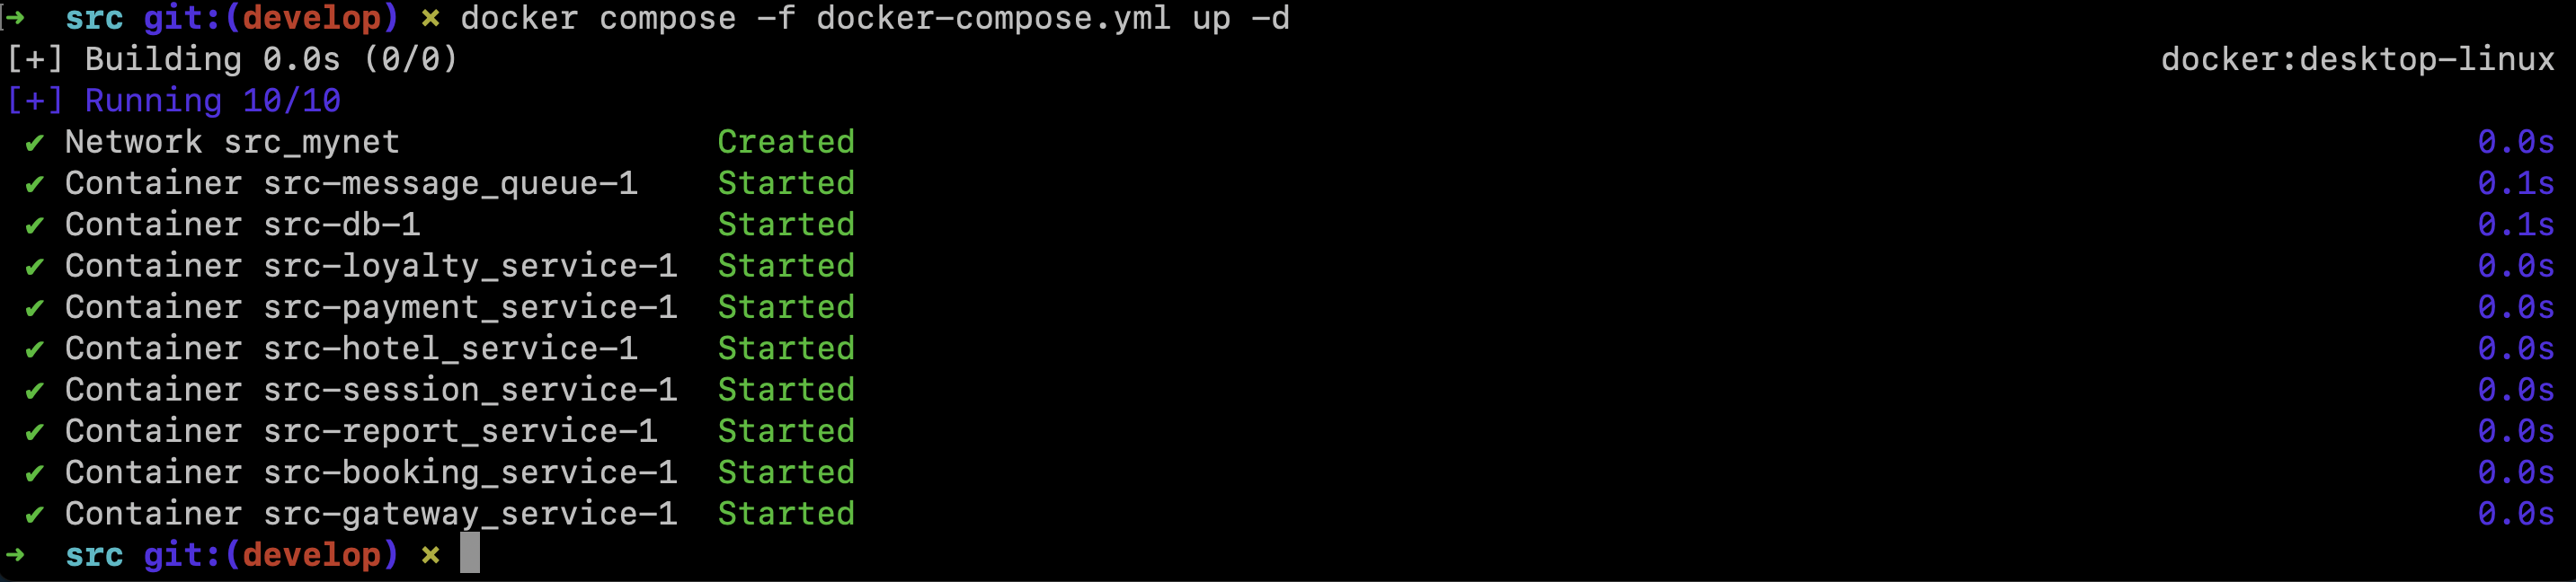 ➜  src git:(develop) ✗ docker compose -f docker-compose.yml up -d
[+] Building 0.0s (0/0) docker:desktop-linux
[+] Running 10/10
✔ Network src_mynet Created 0.0s
✔ Container src-message_queue-1 Started 0.1s
✔ Container src-db-1 Started 0.1s
✔ Container src-loyalty_service-1 Started 0.0s
✔ Container src-payment_service-1 Started 0.0s
✔ Container src-hotel_service-1 Started 0.0s
✔ Container src-session_service-1 Started 0.0s
✔ Container src-report_service-1 Started 0.0s
✔ Container src-booking_service-1 Started 0.0s
✔ Container src-gateway_service-1 Started 0.0s
➜  src git:(develop) ✗